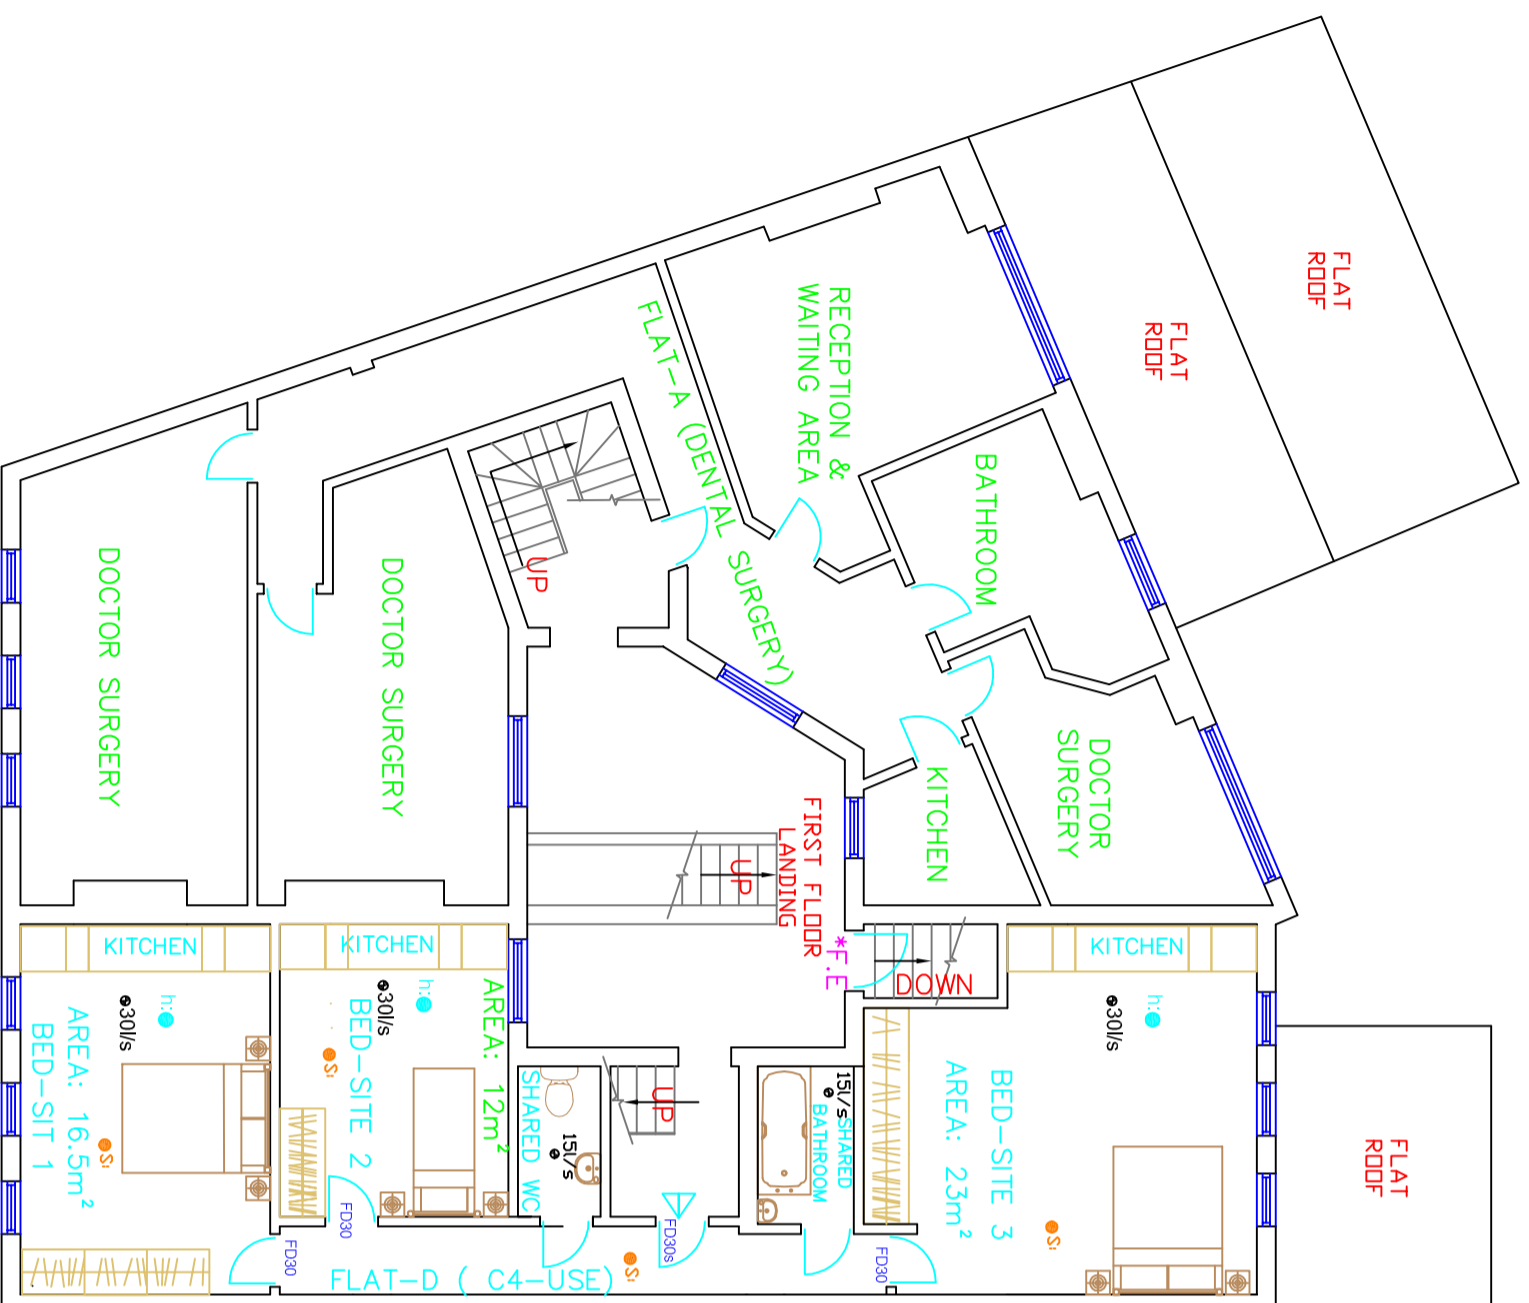 FLAT
ROOF
FLAT
ROOF
RECEPTION &
WAITING AREA
FLAT-A (DENTAL SURGERY)
BATHROOM
DOCTOR
SURGERY
KITCHEN
DOCTOR SURGERY
DOCTOR SURGERY
UP
FIRST FLOOR
LANDING
UP
*F.E
DOWN
KITCHEN
KITCHEN
KITCHEN
h:
30l/s
AREA: 16.5m²
BED-SIT 1
S:
h:
30l/s
AREA: 12m²
BED-SITE 2
S:
SHARED WC
15l/s
UP
15l/s
SHARED
BATHROOM
h:
30l/s
BED-SITE 3
AREA: 23m²
S:
FLAT
ROOF
FD30
FD30
FD30s
FD30
S:
FLAT-D ( C4-USE)